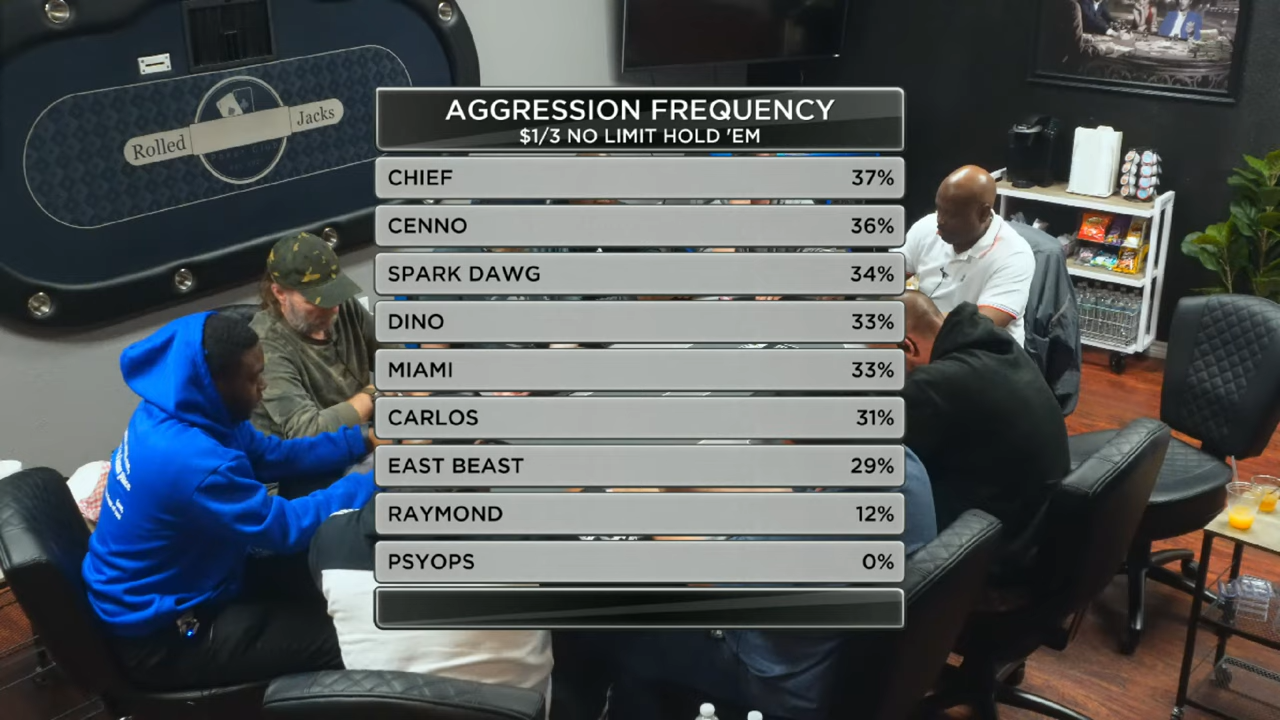 AGGRESSION FREQUENCY
$1/3 NO LIMIT HOLD 'EM
CHIEF 37%
CENNO 36%
SPARK DAWG 34%
DINO 33%
MIAMI 33%
CARLOS 31%
EAST BEAST 29%
RAYMOND 12%
PSYOPS 0%
Rolled Jacks